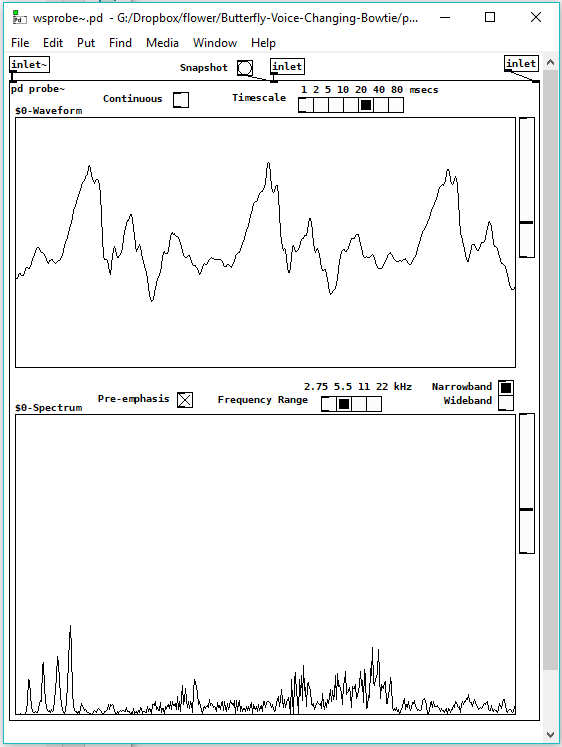 wsprobe~.pd - G:/Dropbox/flower/Butterfly-Voice-Changing-Bowtie/p...
File Edit Put Find Media Window Help
inlet~ Snapshot inlet inlet
pd probe~ Continuous Timescale 1 2 5 10 20 40 80 msecs
$0-Waveform
2.75 5.5 11 22 kHz Narrowband
Pre-emphasis Frequency Range Wideband
$0-Spectrum